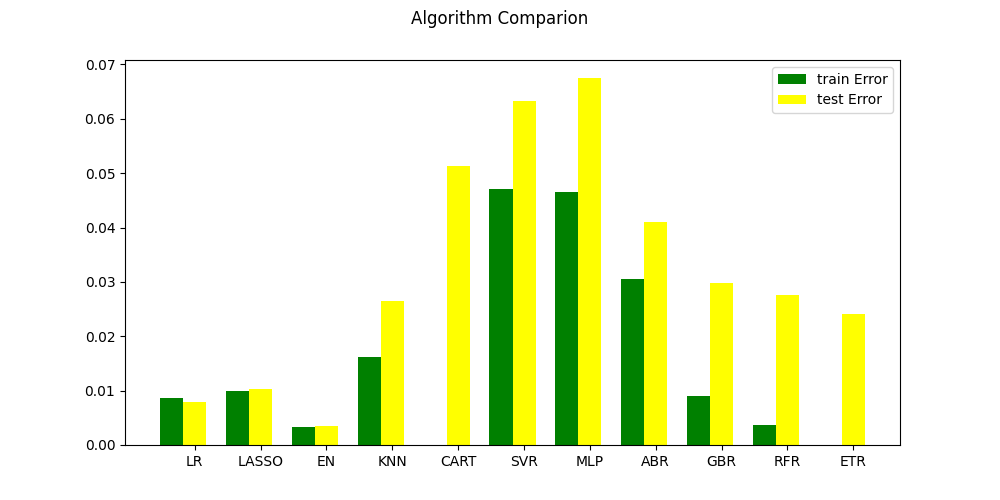 Algorithm Comparion
0.07
0.06
0.05
0.04
0.03
0.02
0.01
0.00
train Error
test Error
LR LASSO EN KNN CART SVR MLP ABR GBR RFR ETR